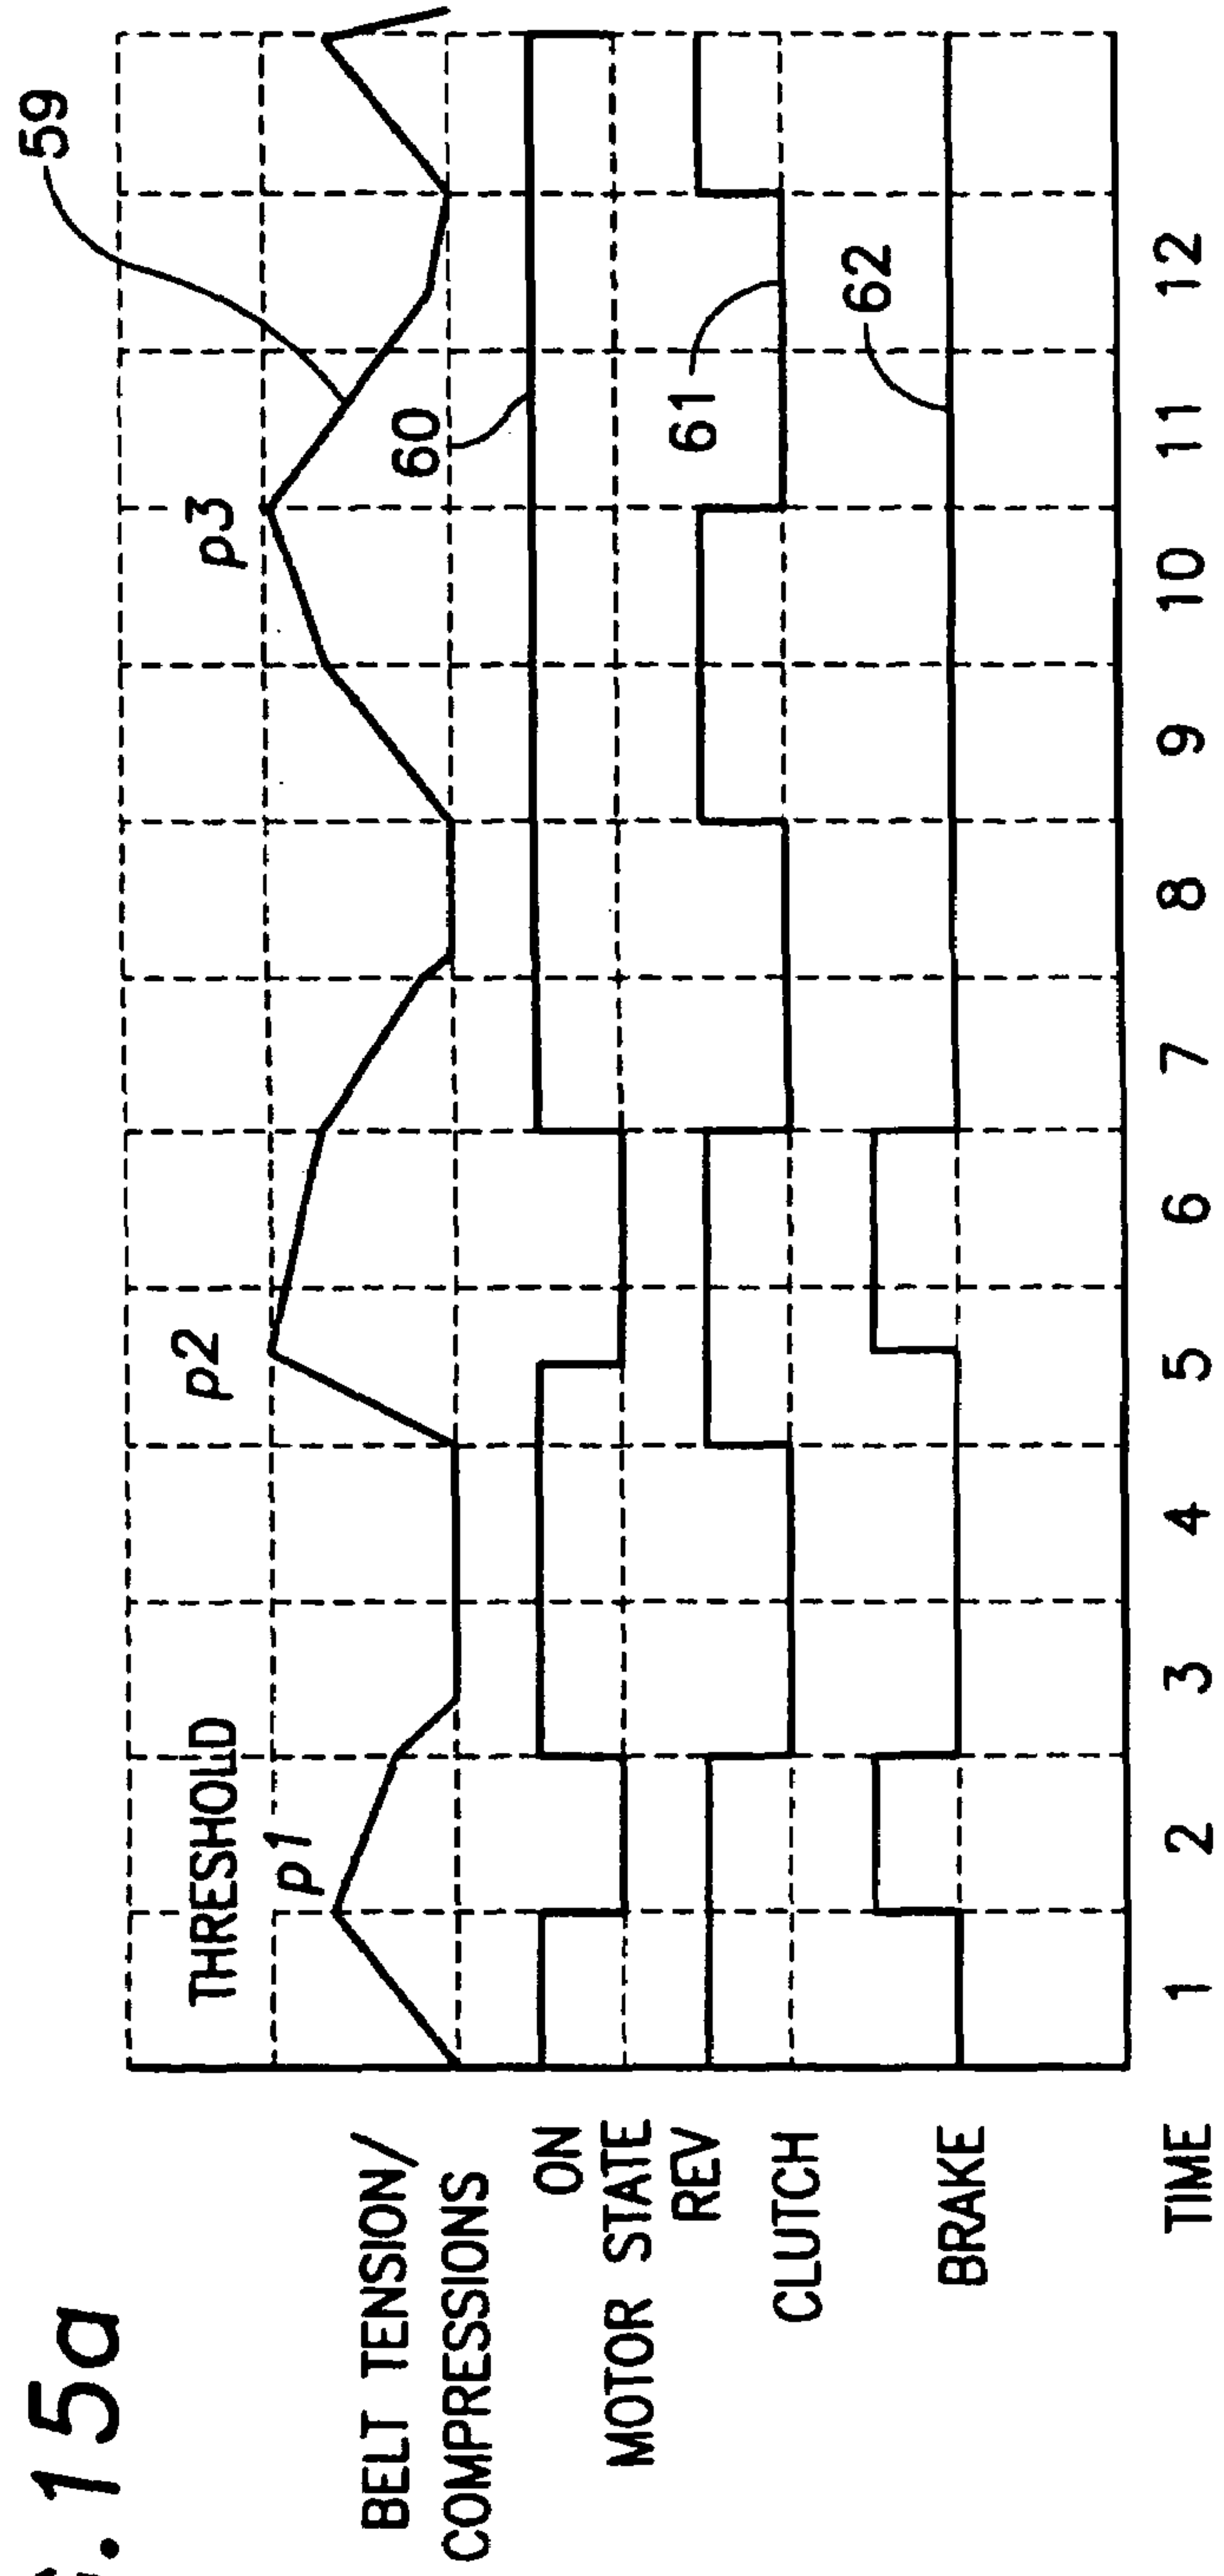 G.15a
59
THRESHOLD
p1
p2
p3
BELT TENSION/
COMPRESSIONS
60
ON
MOTOR STATE
REV
61
CLUTCH
62
BRAKE
TIME 1 2 3 4 5 6 7 8 9 10 11 12